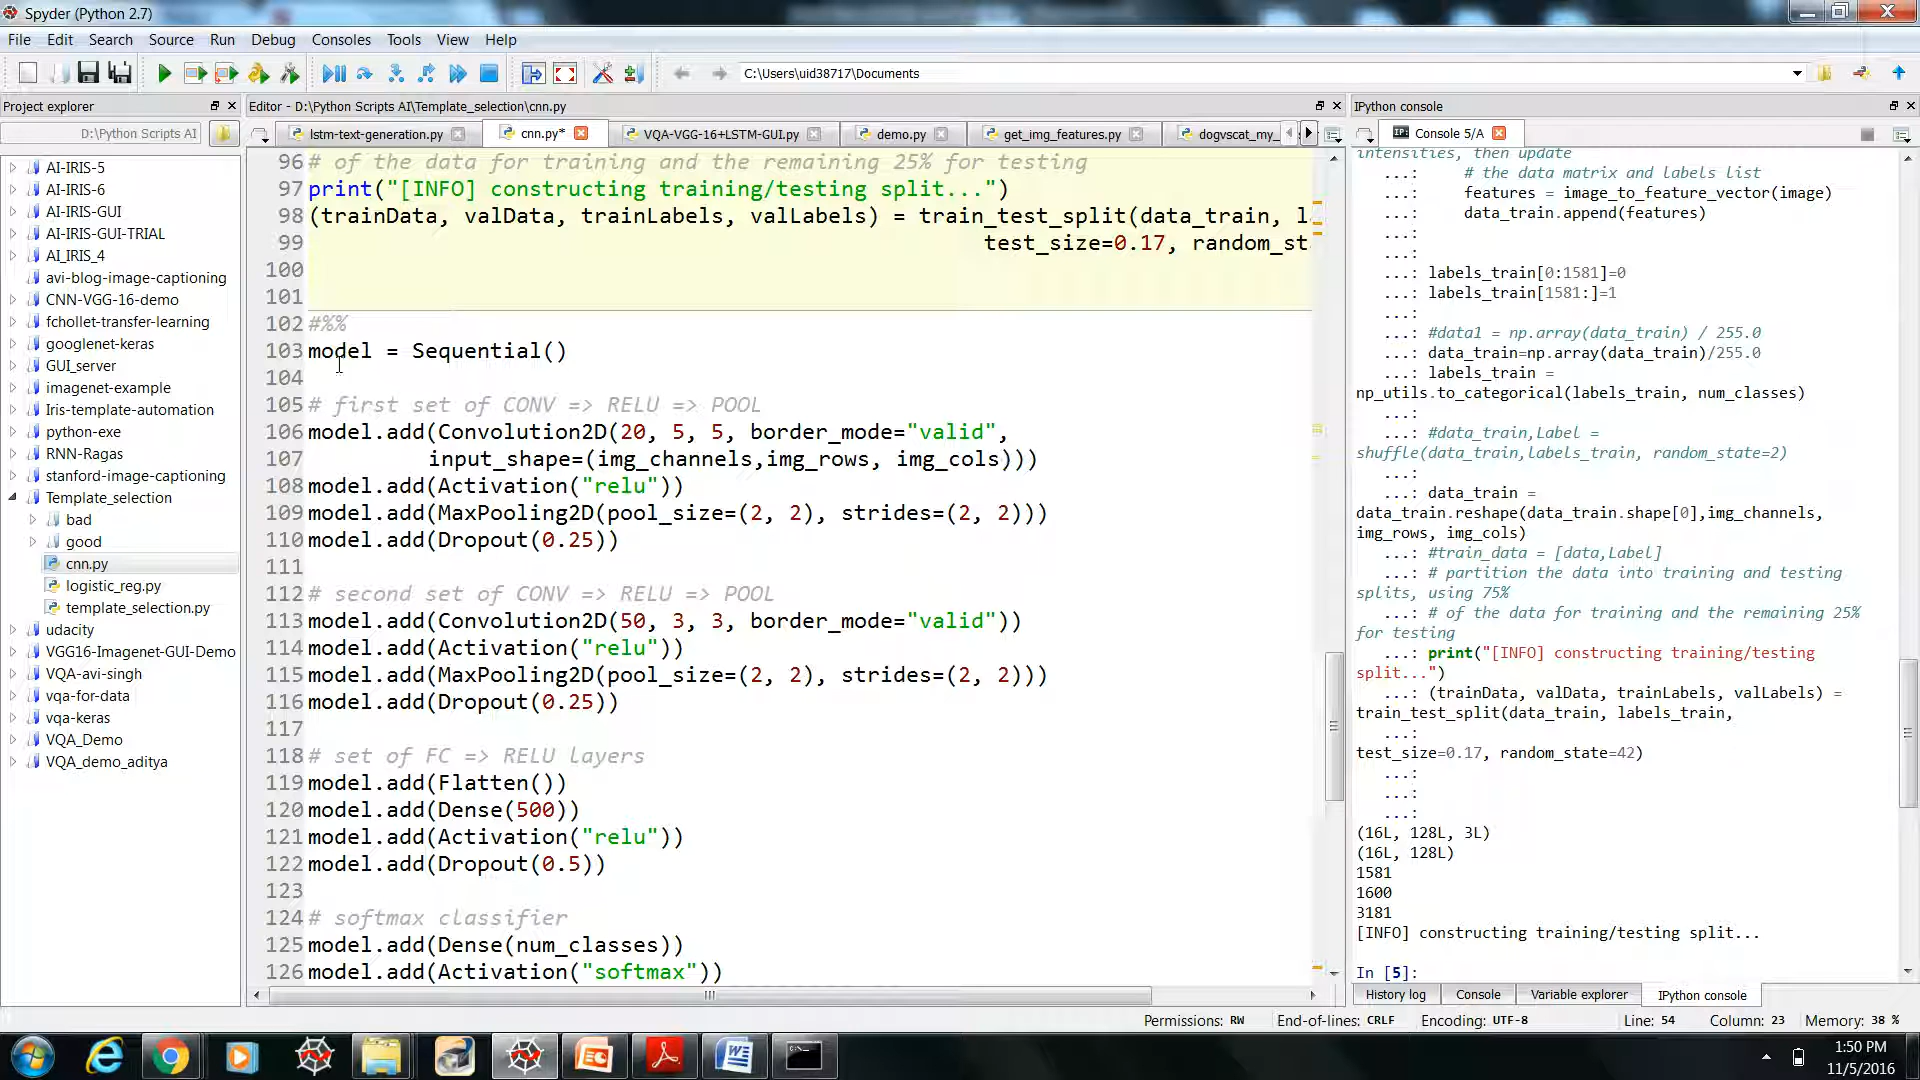 Spyder (Python 2.7)
File Edit Search Source Run Debug Consoles Tools View Help
C:\Users\uid38717\Documents
Project explorer
D:\Python Scripts AI
AI-IRIS-5
AI-IRIS-6
AI-IRIS-GUI
AI-IRIS-GUI-TRIAL
AI_IRIS_4
avi-blog-image-captioning
CNN-VGG-16-demo
fchollet-transfer-learning
googlenet-keras
GUI_server
imagenet-example
Iris-template-automation
python-exe
RNN-Ragas
stanford-image-captioning
Template_selection
bad
good
cnn.py
logistic_reg.py
template_selection.py
udacity
VGG16-Imagenet-GUI-Demo
VQA-avi-singh
vqa-for-data
vqa-keras
VQA_Demo
VQA_demo_aditya
Editor - D:\Python Scripts AI\Template_selection\cnn.py
lstm-text-generation.py cnn.py* VQA-VGG-16+LSTM-GUI.py demo.py get_img_features.py dogvscat_my_
96 # of the data for training and the remaining 25% for testing
97 print("[INFO] constructing training/testing split...")
98 (trainData, valData, trainLabels, valLabels) = train_test_split(data_train, l
99 test_size=0.17, random_st
100
101
102 #%%
103 model = Sequential()
104
105 # first set of CONV => RELU => POOL
106 model.add(Convolution2D(20, 5, 5, border_mode="valid",
107 input_shape=(img_channels,img_rows, img_cols)))
108 model.add(Activation("relu"))
109 model.add(MaxPooling2D(pool_size=(2, 2), strides=(2, 2)))
110 model.add(Dropout(0.25))
111
112 # second set of CONV => RELU => POOL
113 model.add(Convolution2D(50, 3, 3, border_mode="valid"))
114 model.add(Activation("relu"))
115 model.add(MaxPooling2D(pool_size=(2, 2), strides=(2, 2)))
116 model.add(Dropout(0.25))
117
118 # set of FC => RELU layers
119 model.add(Flatten())
120 model.add(Dense(500))
121 model.add(Activation("relu"))
122 model.add(Dropout(0.5))
123
124 # softmax classifier
125 model.add(Dense(num_classes))
126 model.add(Activation("softmax"))
IPython console
Console 5/A
intensities, then update
...: # the data matrix and labels list
...: features = image_to_feature_vector(image)
...: data_train.append(features)
...:
...:
...: labels_train[0:1581]=0
...: labels_train[1581:]=1
...:
...: #data1 = np.array(data_train) / 255.0
...: data_train=np.array(data_train)/255.0
...: labels_train =
np_utils.to_categorical(labels_train, num_classes)
...:
...: #data_train,Label =
shuffle(data_train,labels_train, random_state=2)
...:
...: data_train =
data_train.reshape(data_train.shape[0],img_channels,
img_rows, img_cols)
...: #train_data = [data,Label]
...: # partition the data into training and testing
splits, using 75%
...: # of the data for training and the remaining 25%
for testing
...: print("[INFO] constructing training/testing
split...")
...: (trainData, valData, trainLabels, valLabels) =
train_test_split(data_train, labels_train,
...:
test_size=0.17, random_state=42)
...:
...:
...:
(16L, 128L, 3L)
(16L, 128L)
1581
1600
3181
[INFO] constructing training/testing split...
In [5]:
History log Console Variable explorer IPython console
Permissions: RW End-of-lines: CRLF Encoding: UTF-8 Line: 54 Column: 23 Memory: 38 %
1:50 PM
11/5/2016